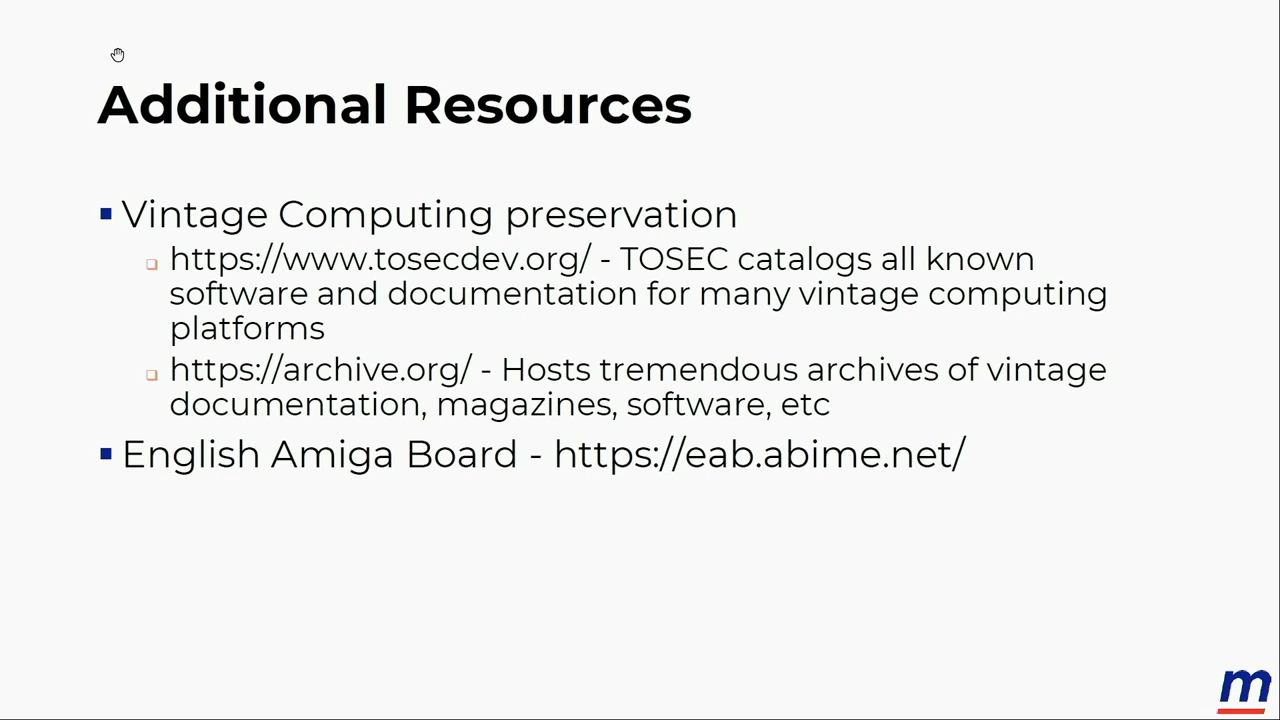 Additional Resources
Vintage Computing preservation
https://www.tosecdev.org/ - TOSEC catalogs all known
software and documentation for many vintage computing
platforms
https://archive.org/ - Hosts tremendous archives of vintage
documentation, magazines, software, etc
English Amiga Board - https://eab.abime.net/
m